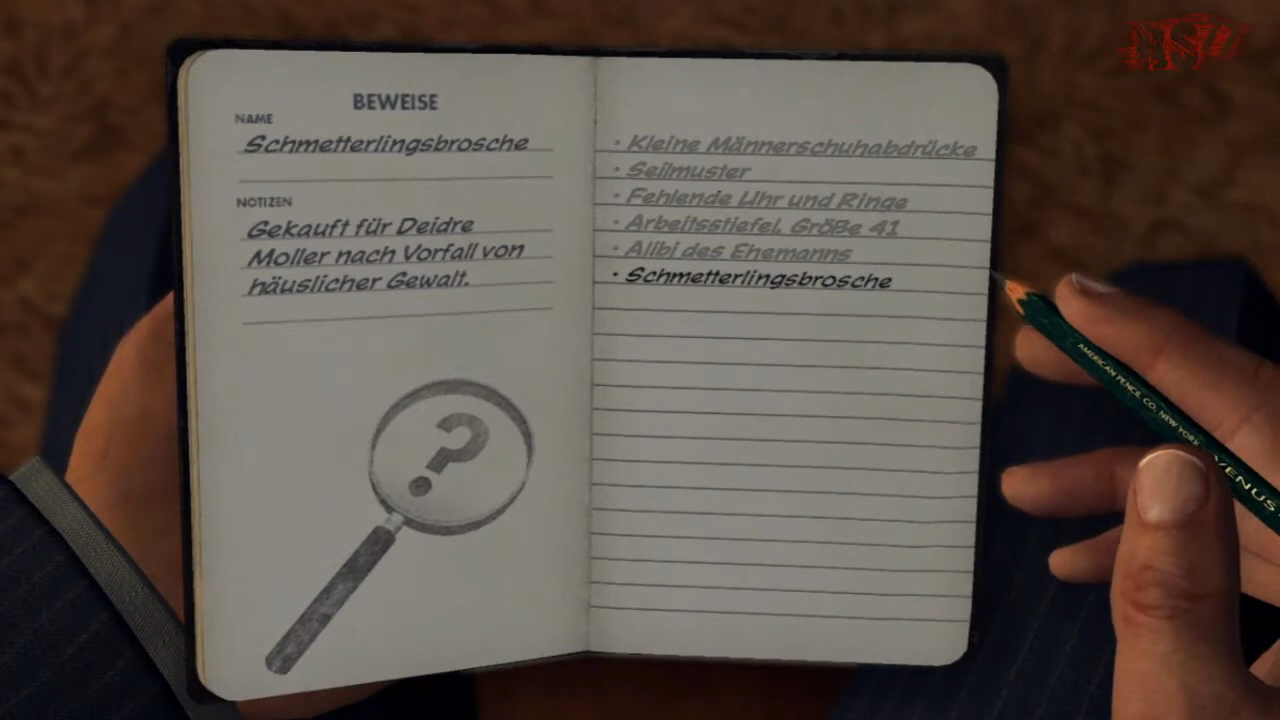 BEWEISE
NAME
Schmetterlingsbrosche
NOTIZEN
Gekauft für Deidre
Moller nach Vorfall von
häuslicher Gewalt.
?
• Kleine Männerschuhabdrücke
• Seilmuster
• Fehlende Uhr und Ringe
• Arbeitsstiefel, Größe 41
• Alibi des Ehemanns
• Schmetterlingsbrosche
AMERICAN PENCIL CO. NEW YORK
VENUS